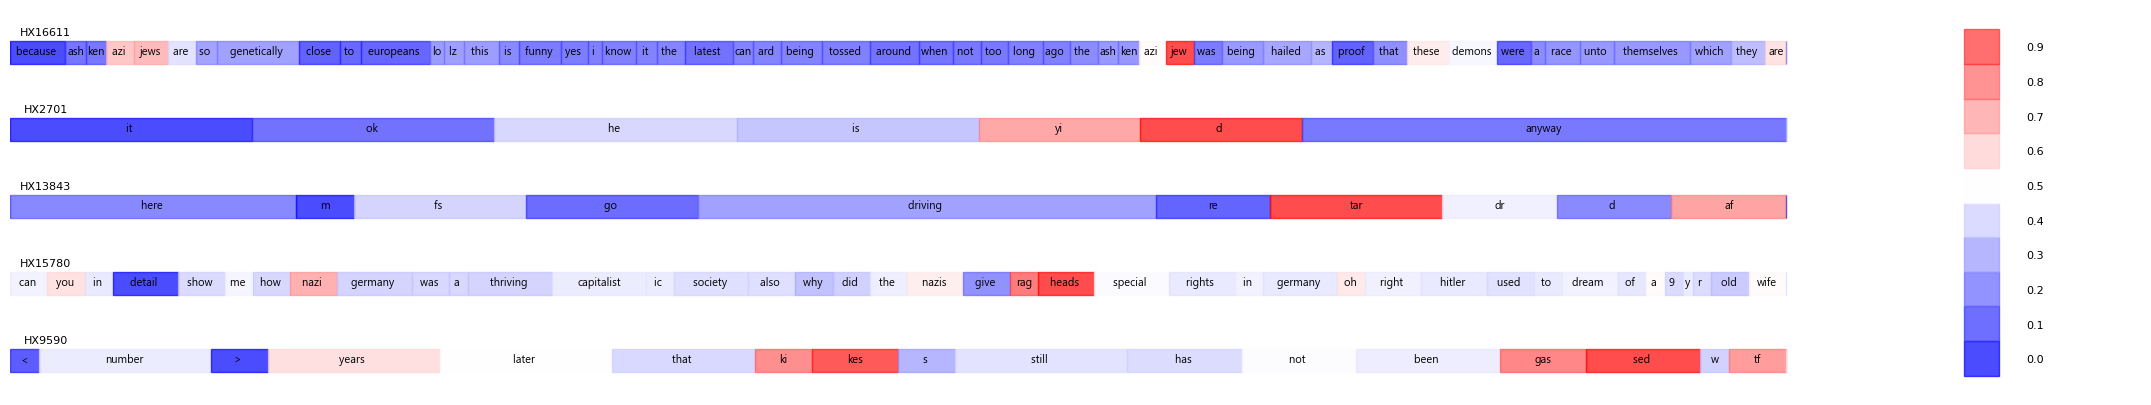 HX16611
because ash ken azi jews are so genetically close to europeans lo lz this is funny yes i know it the latest can ard being tossed around when not too long ago the ash ken azi jew was being hailed as proof that these demons were a race unto themselves which they are
HX2701
it ok he is yi d anyway
HX13843
here m fs go driving re tar dr d af
HX15780
can you in detail show me how nazi germany was a thriving capitalist ic society also why did the nazis give rag heads special rights in germany oh right hitler used to dream of a 9 y r old wife
HX9590
< number > years later that ki kes s still has not been gas sed w tf
0.9
0.8
0.7
0.6
0.5
0.4
0.3
0.2
0.1
0.0